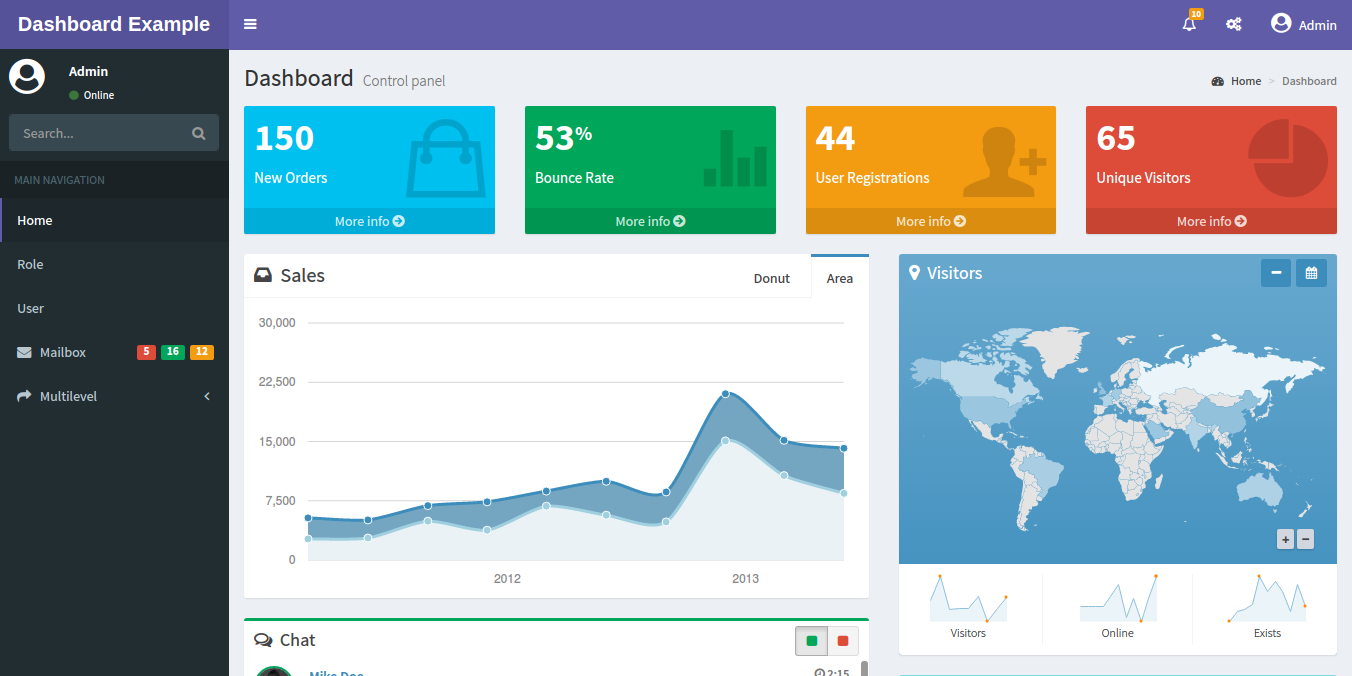 Dashboard Example
10
Admin
Admin
Online
Search...
MAIN NAVIGATION
Home
Role
User
Mailbox 5 16 12
Multilevel
Dashboard Control panel
Home > Dashboard
150
New Orders
More info
53%
Bounce Rate
More info
44
User Registrations
More info
65
Unique Visitors
More info
Sales
Donut
Area
30,000
22,500
15,000
7,500
0
2012
2013
Visitors
+
−
Visitors
Online
Exists
Chat
Mike Doe
2:15